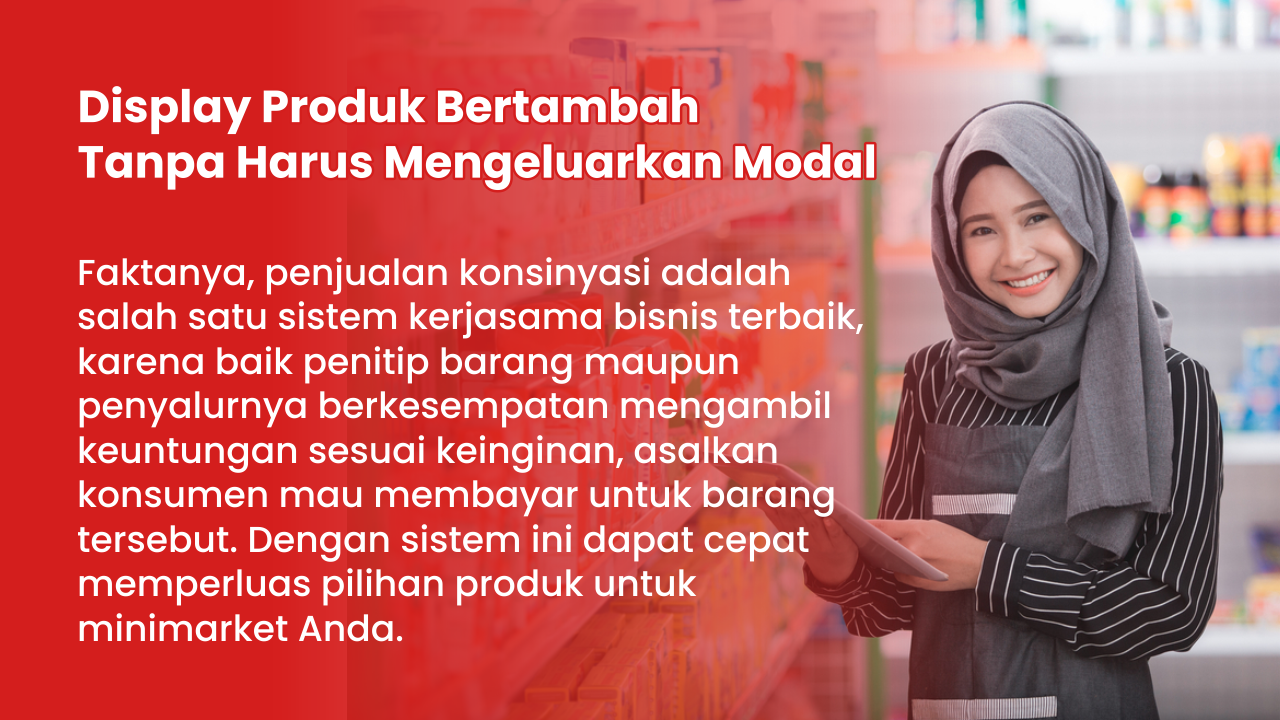 Display Produk Bertambah
Tanpa Harus Mengeluarkan Modal
Faktanya, penjualan konsinyasi adalah
salah satu sistem kerjasama bisnis terbaik,
karena baik penitip barang maupun
penyalurnya berkesempatan mengambil
keuntungan sesuai keinginan, asalkan
konsumen mau membayar untuk barang
tersebut. Dengan sistem ini dapat cepat
memperluas pilihan produk untuk
minimarket Anda.